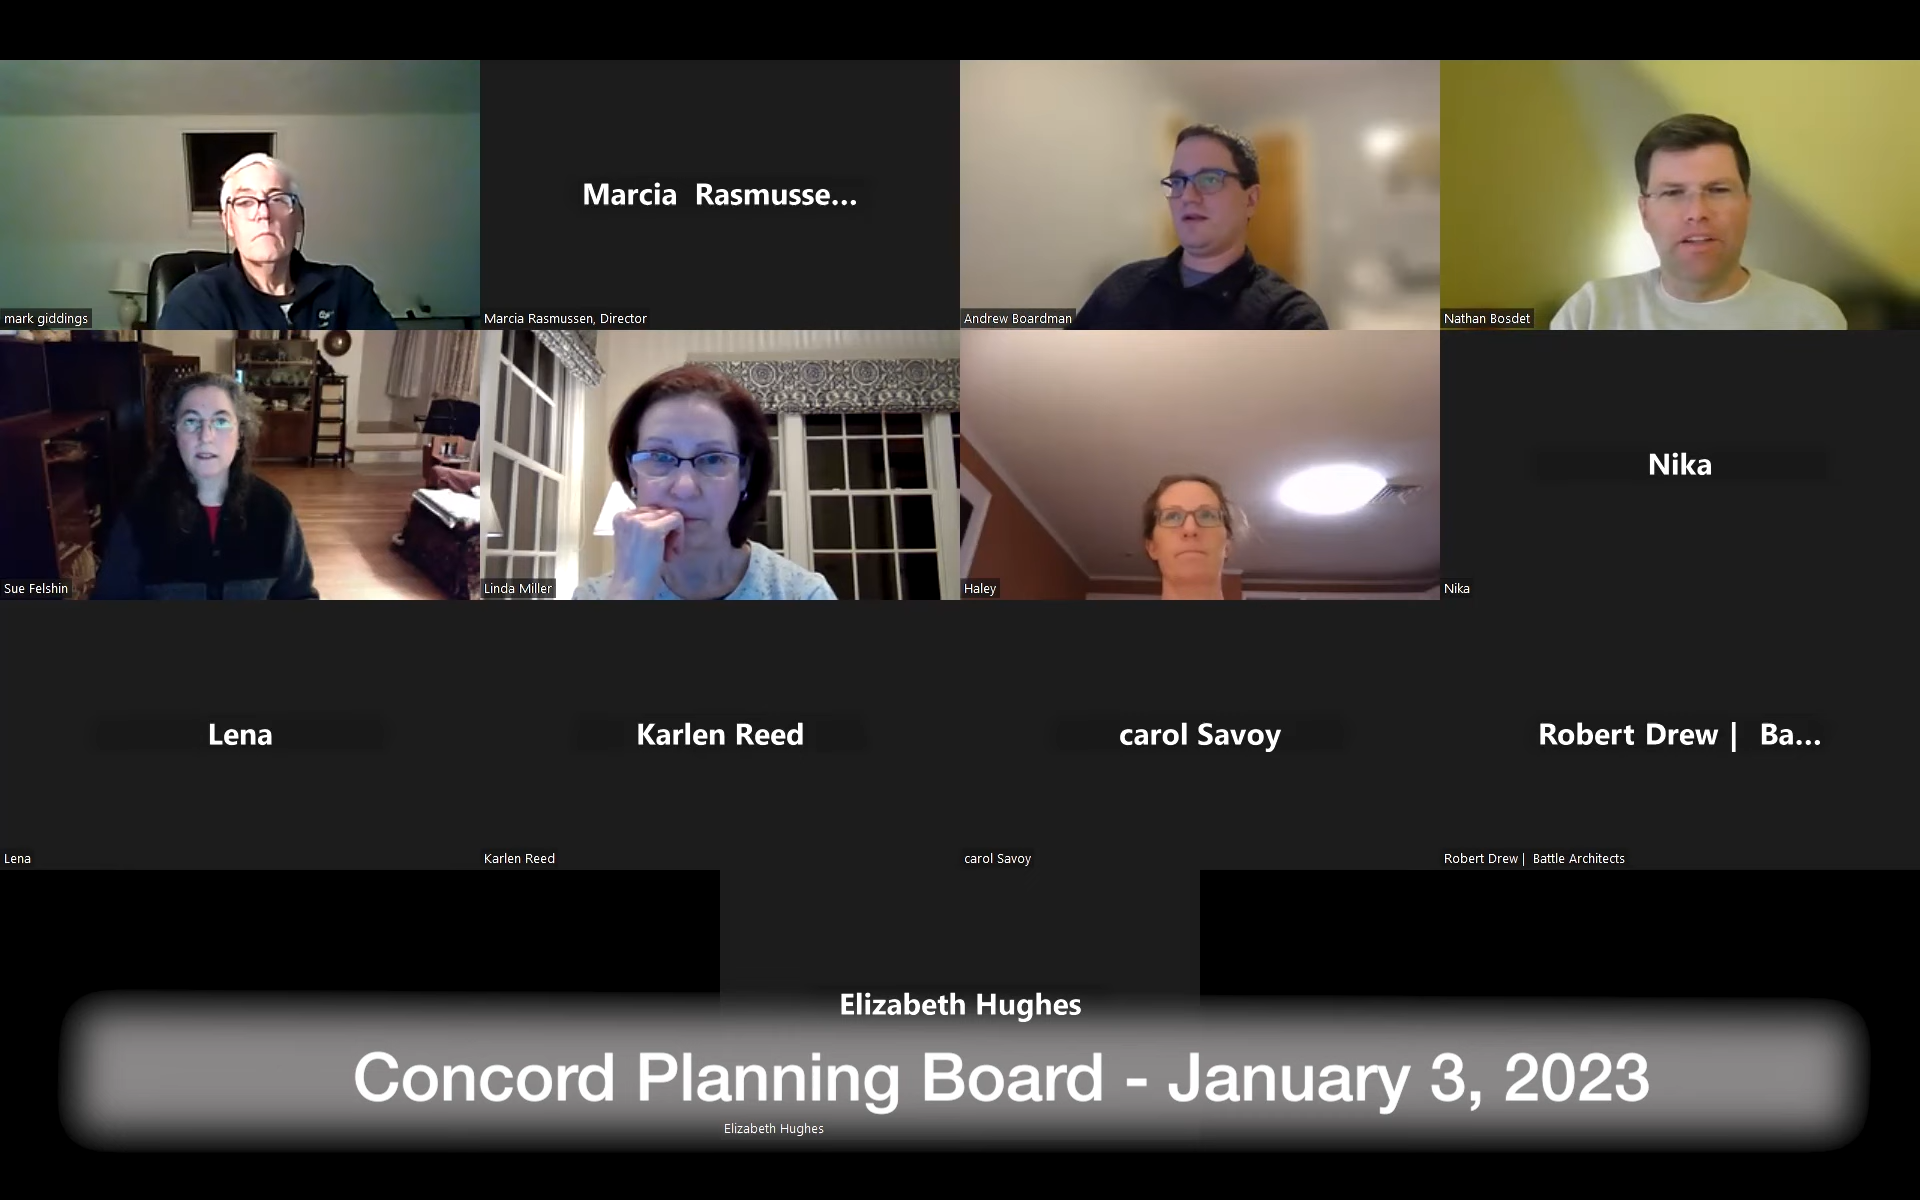 Marcia  Rasmusse...
mark giddings
Marcia Rasmussen, Director
Andrew Boardman
Nathan Bosdet
Nika
Sue Felshin
Linda Miller
Haley
Nika
Lena
Karlen Reed
carol Savoy
Robert Drew |  Ba...
Lena
Karlen Reed
carol Savoy
Robert Drew |  Battle Architects
Elizabeth Hughes
Concord Planning Board - January 3, 2023
Elizabeth Hughes